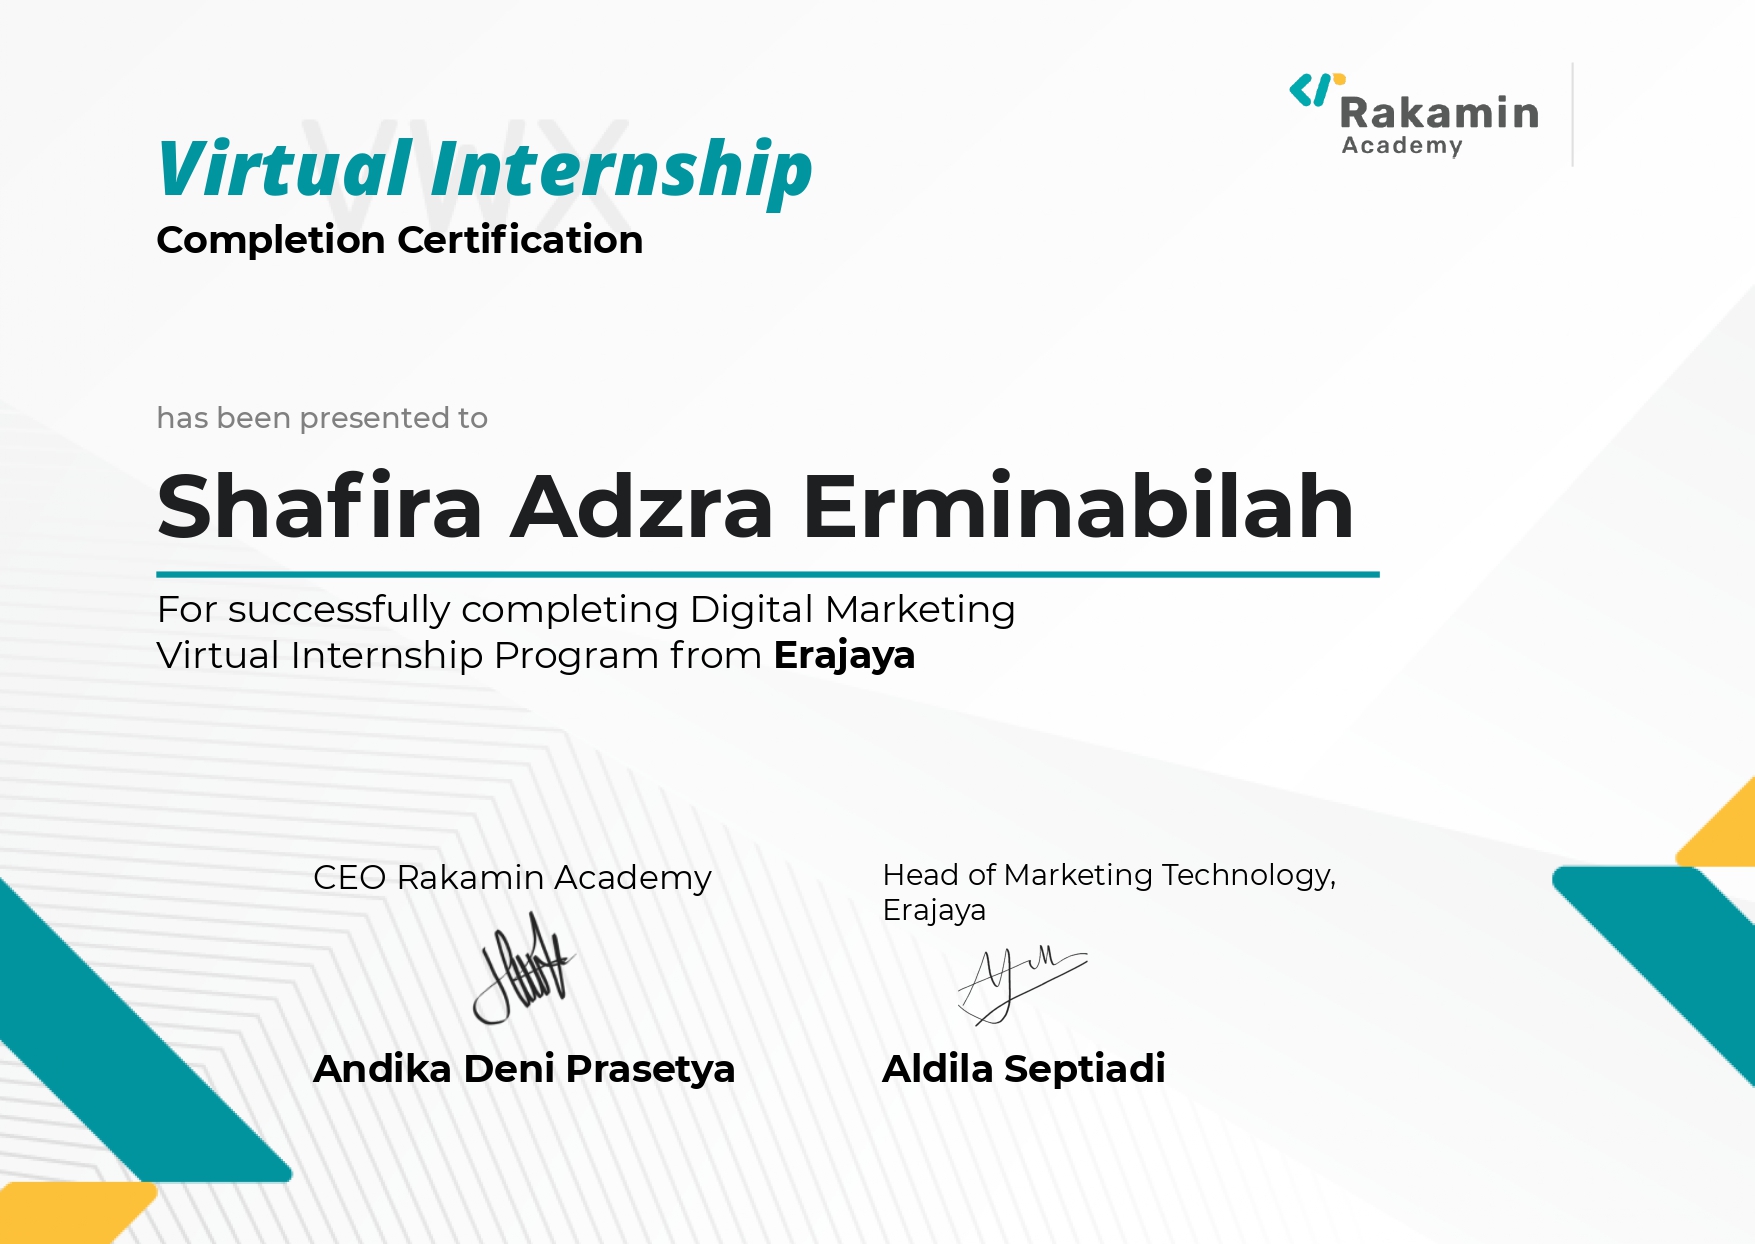 Rakamin
Academy
VWX
Virtual Internship
Completion Certification
has been presented to
Shafira Adzra Erminabilah
For successfully completing Digital Marketing
Virtual Internship Program from Erajaya
CEO Rakamin Academy
Head of Marketing Technology,
Erajaya
Andika Deni Prasetya
Aldila Septiadi